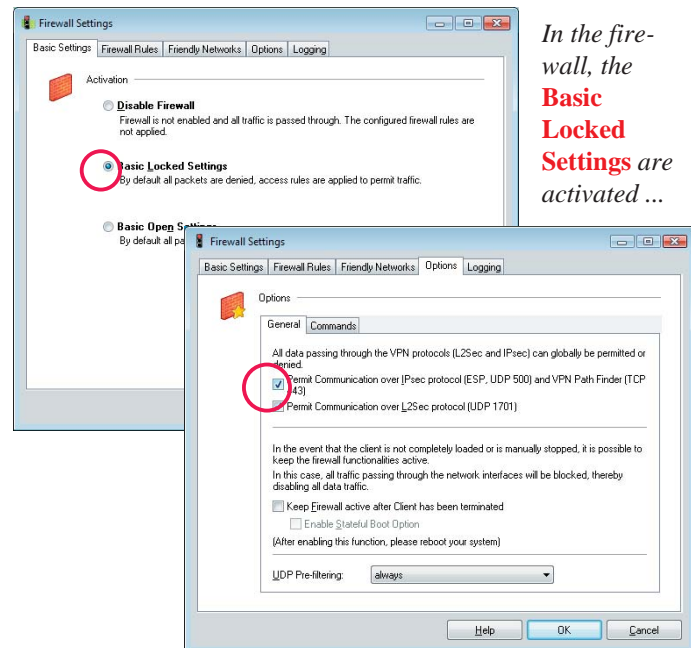 Firewall Settings
Basic Settings Firewall Rules Friendly Networks Options Logging
Activation
Disable Firewall
Firewall is not enabled and all traffic is passed through. The configured firewall rules are
not applied.
Basic Locked Settings
By default all packets are denied, access rules are applied to permit traffic.
Basic Open Settings
By default all pa
In the fire-
wall, the
Basic
Locked
Settings are
activated ...
Firewall Settings
Basic Settings Firewall Rules Friendly Networks Options Logging
Options
General Commands
All data passing through the VPN protocols (L2Sec and IPsec) can globally be permitted or
denied.
Permit Communication over IPsec protocol (ESP, UDP 500) and VPN Path Finder (TCP
443)
Permit Communication over L2Sec protocol (UDP 1701)
In the event that the client is not completely loaded or is manually stopped, it is possible to
keep the firewall functionalities active.
In this case, all traffic passing through the network interfaces will be blocked, thereby
disabling all data traffic.
Keep Firewall active after Client has been terminated
Enable Stateful Boot Option
(After enabling this function, please reboot your system)
UDP Pre-filtering: always
Help OK Cancel